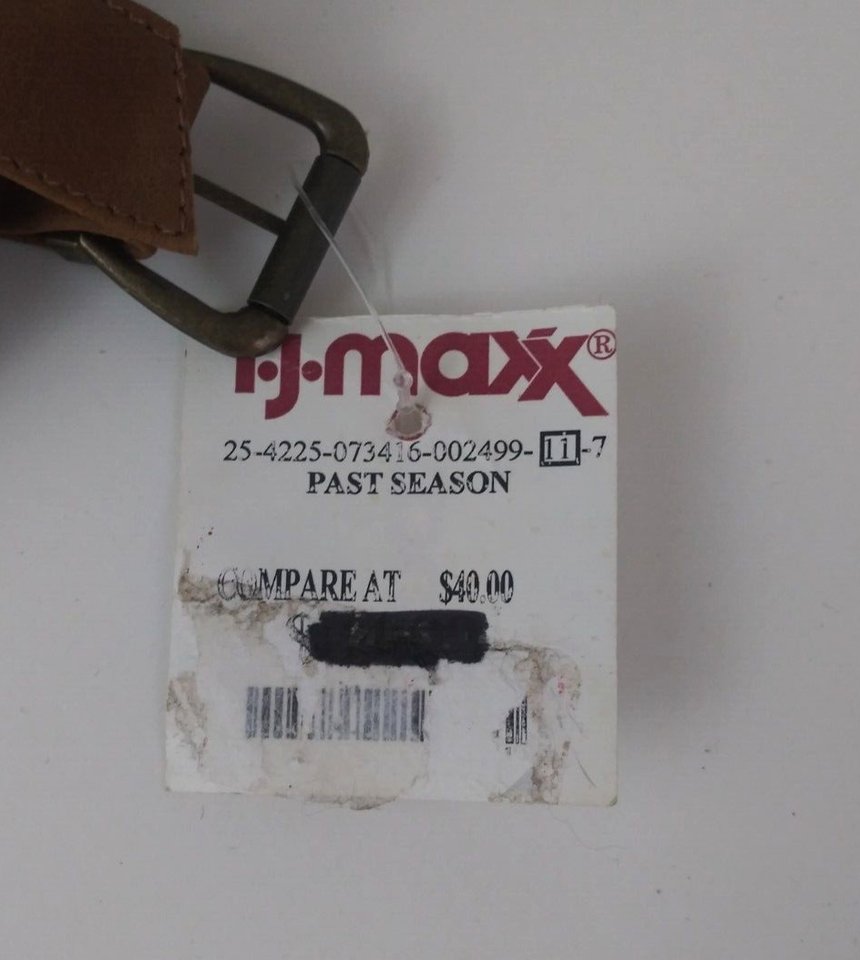 T·J·maxx®
25-4225-073416-002499-11-7
PAST SEASON
COMPARE AT $40.00
$